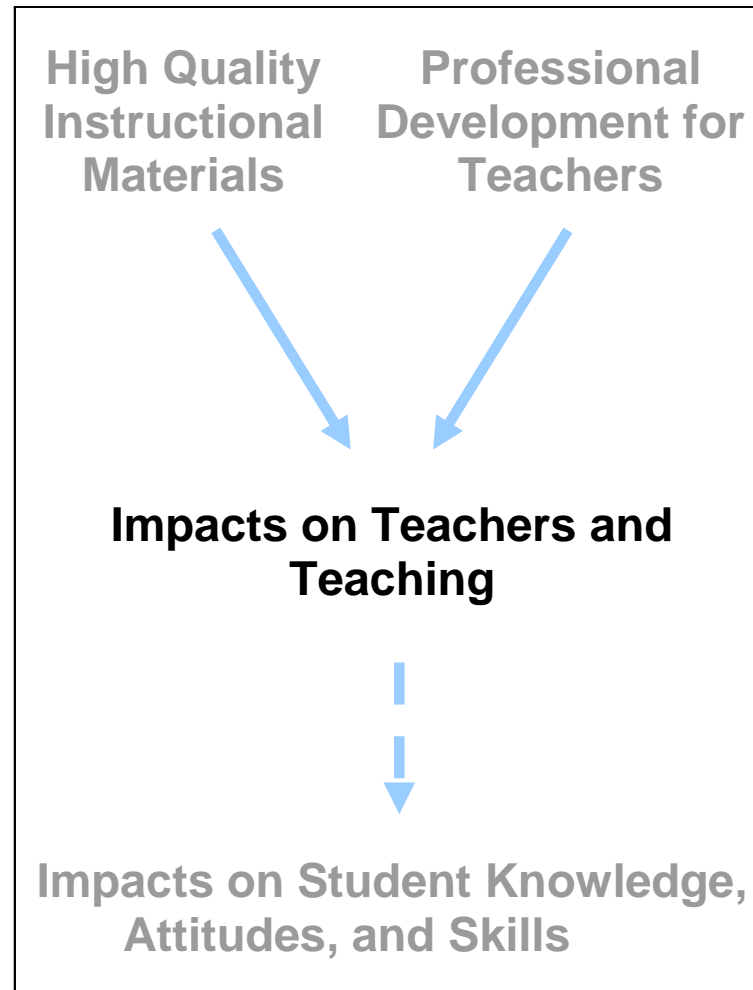 High Quality
Instructional
Materials
Professional
Development for
Teachers
Impacts on Teachers and
Teaching
Impacts on Student Knowledge,
Attitudes, and Skills